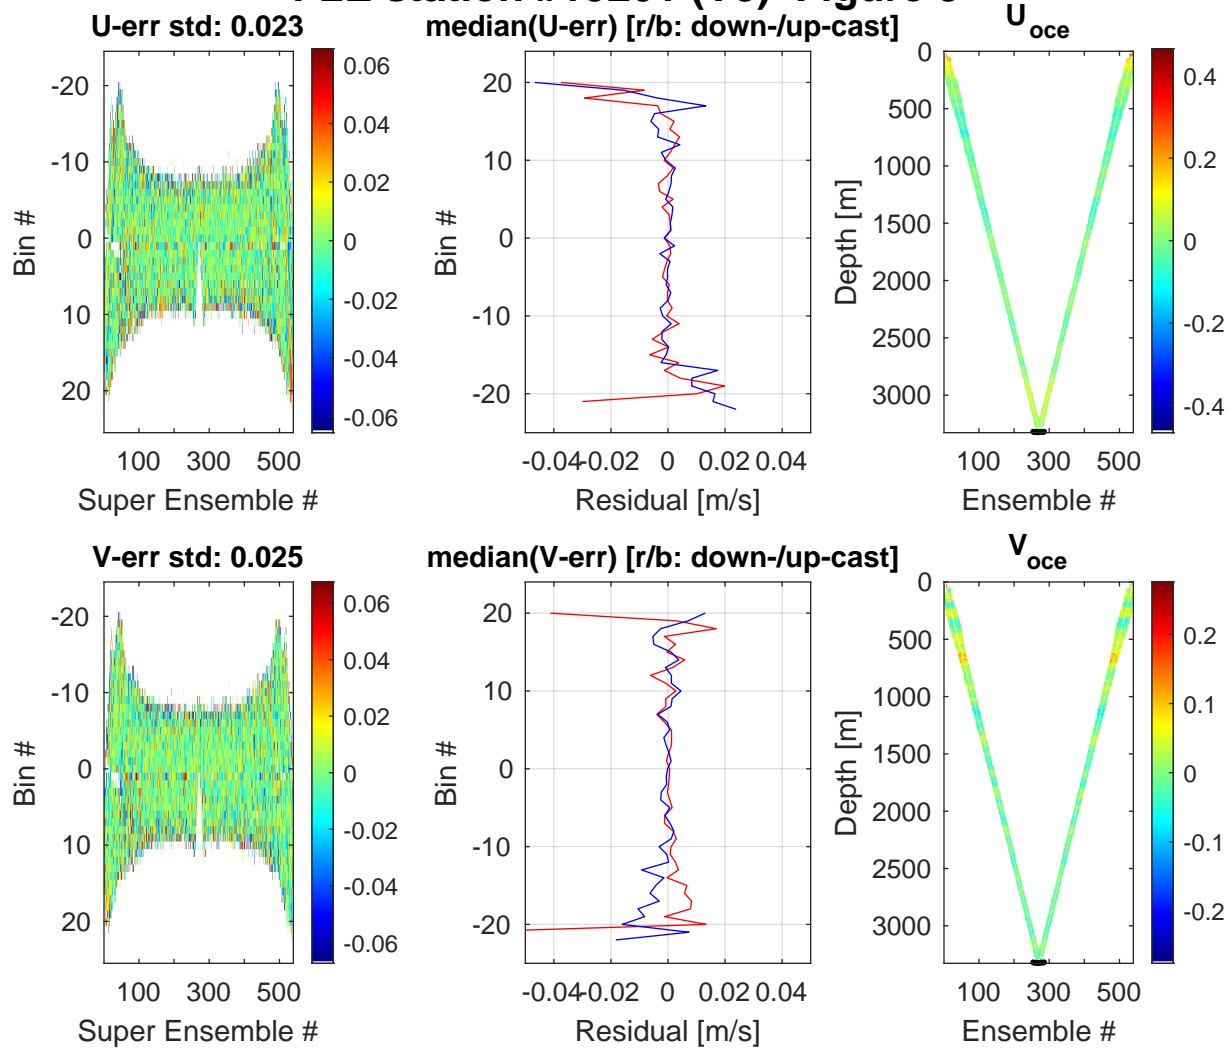 U-err std: 0.023
-20
-10
0
10
20
Bin #
100 300 500
Super Ensemble #
0.06
0.04
0.02
0
-0.02
-0.04
-0.06
median(U-err) [r/b: down-/up-cast]
20
10
0
-10
-20
Bin #
-0.04 -0.02 0 0.02 0.04
Residual [m/s]
U_oce
0
500
1000
1500
2000
2500
3000
Depth [m]
100 300 500
Ensemble #
0.4
0.2
0
-0.2
-0.4
V-err std: 0.025
-20
-10
0
10
20
Bin #
100 300 500
Super Ensemble #
0.06
0.04
0.02
0
-0.02
-0.04
-0.06
median(V-err) [r/b: down-/up-cast]
20
10
0
-10
-20
Bin #
-0.04 -0.02 0 0.02 0.04
Residual [m/s]
V_oce
0
500
1000
1500
2000
2500
3000
Depth [m]
100 300 500
Ensemble #
0.2
0.1
0
-0.1
-0.2